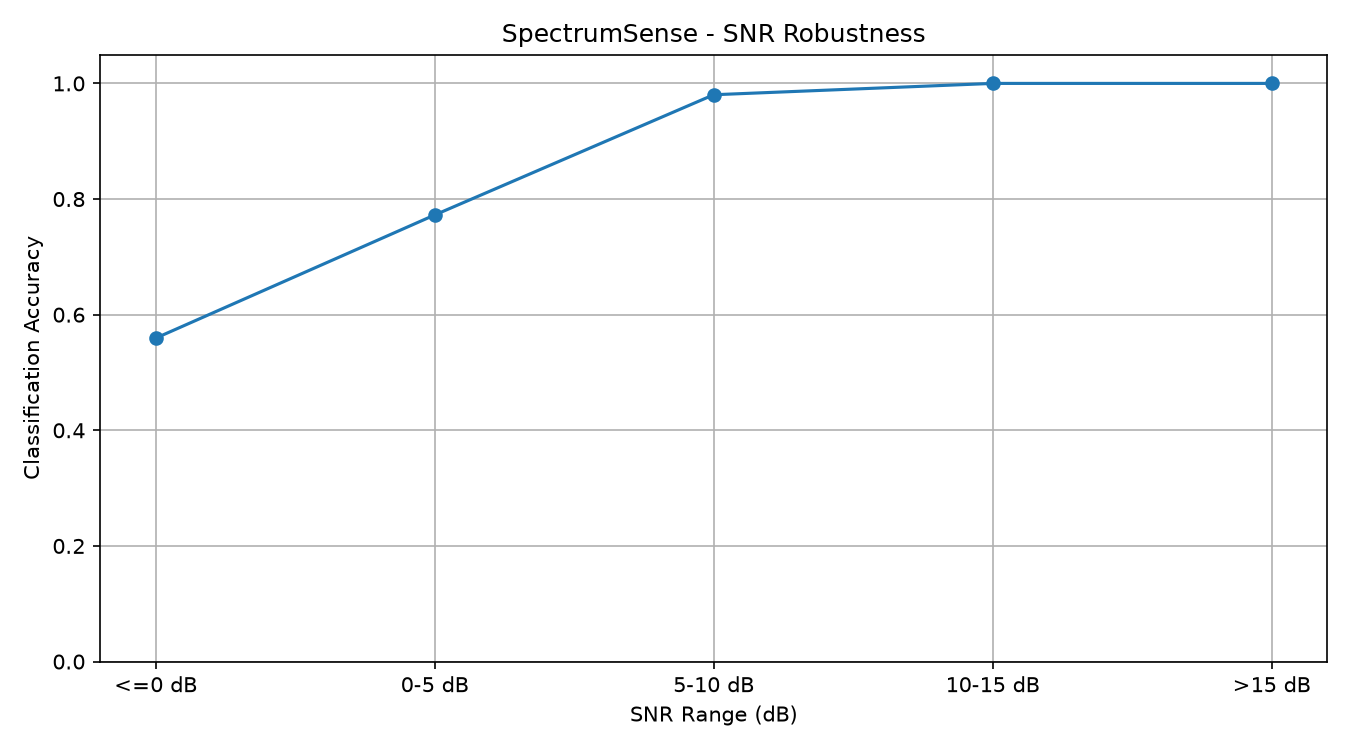 SpectrumSense - SNR Robustness
Classification Accuracy
1.0
0.8
0.6
0.4
0.2
0.0
<=0 dB
0-5 dB
5-10 dB
10-15 dB
>15 dB
SNR Range (dB)